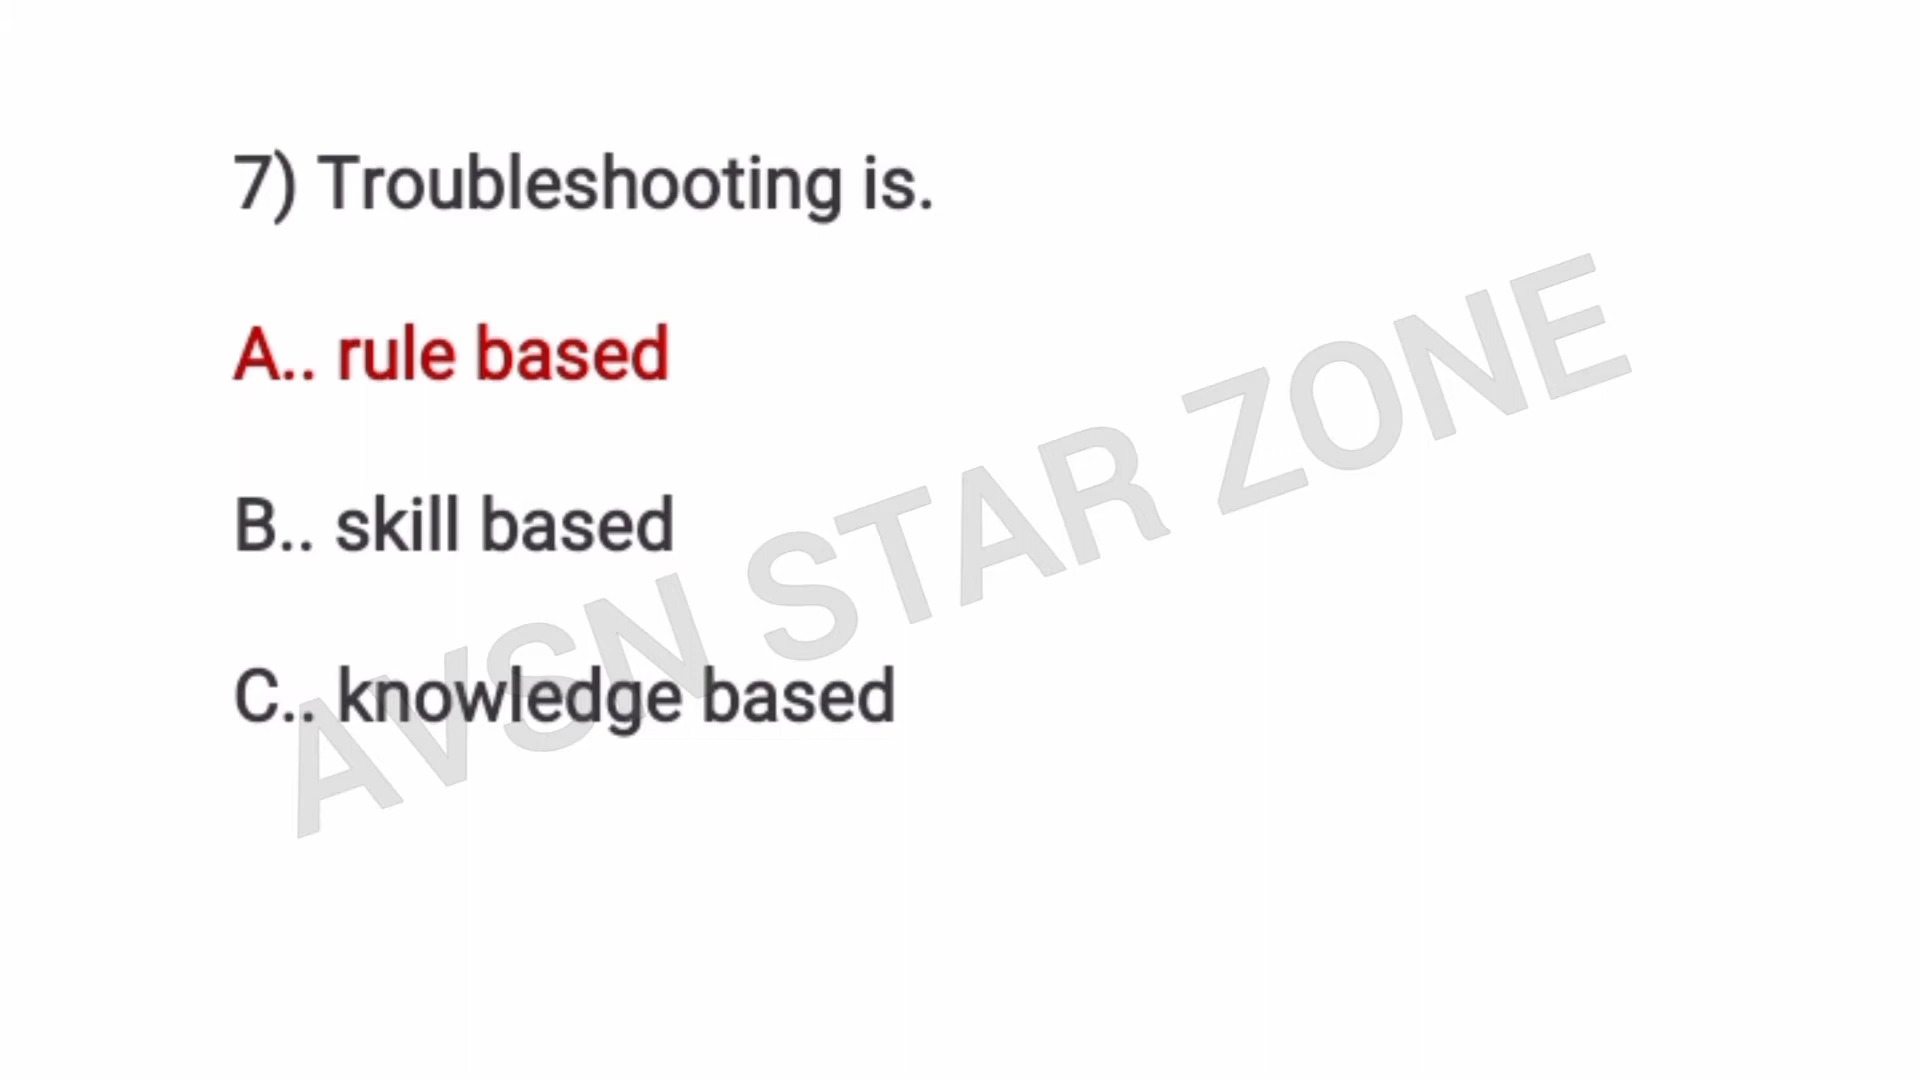 7) Troubleshooting is.
A.. rule based
B.. skill based
C.. knowledge based
AVSN STAR ZONE